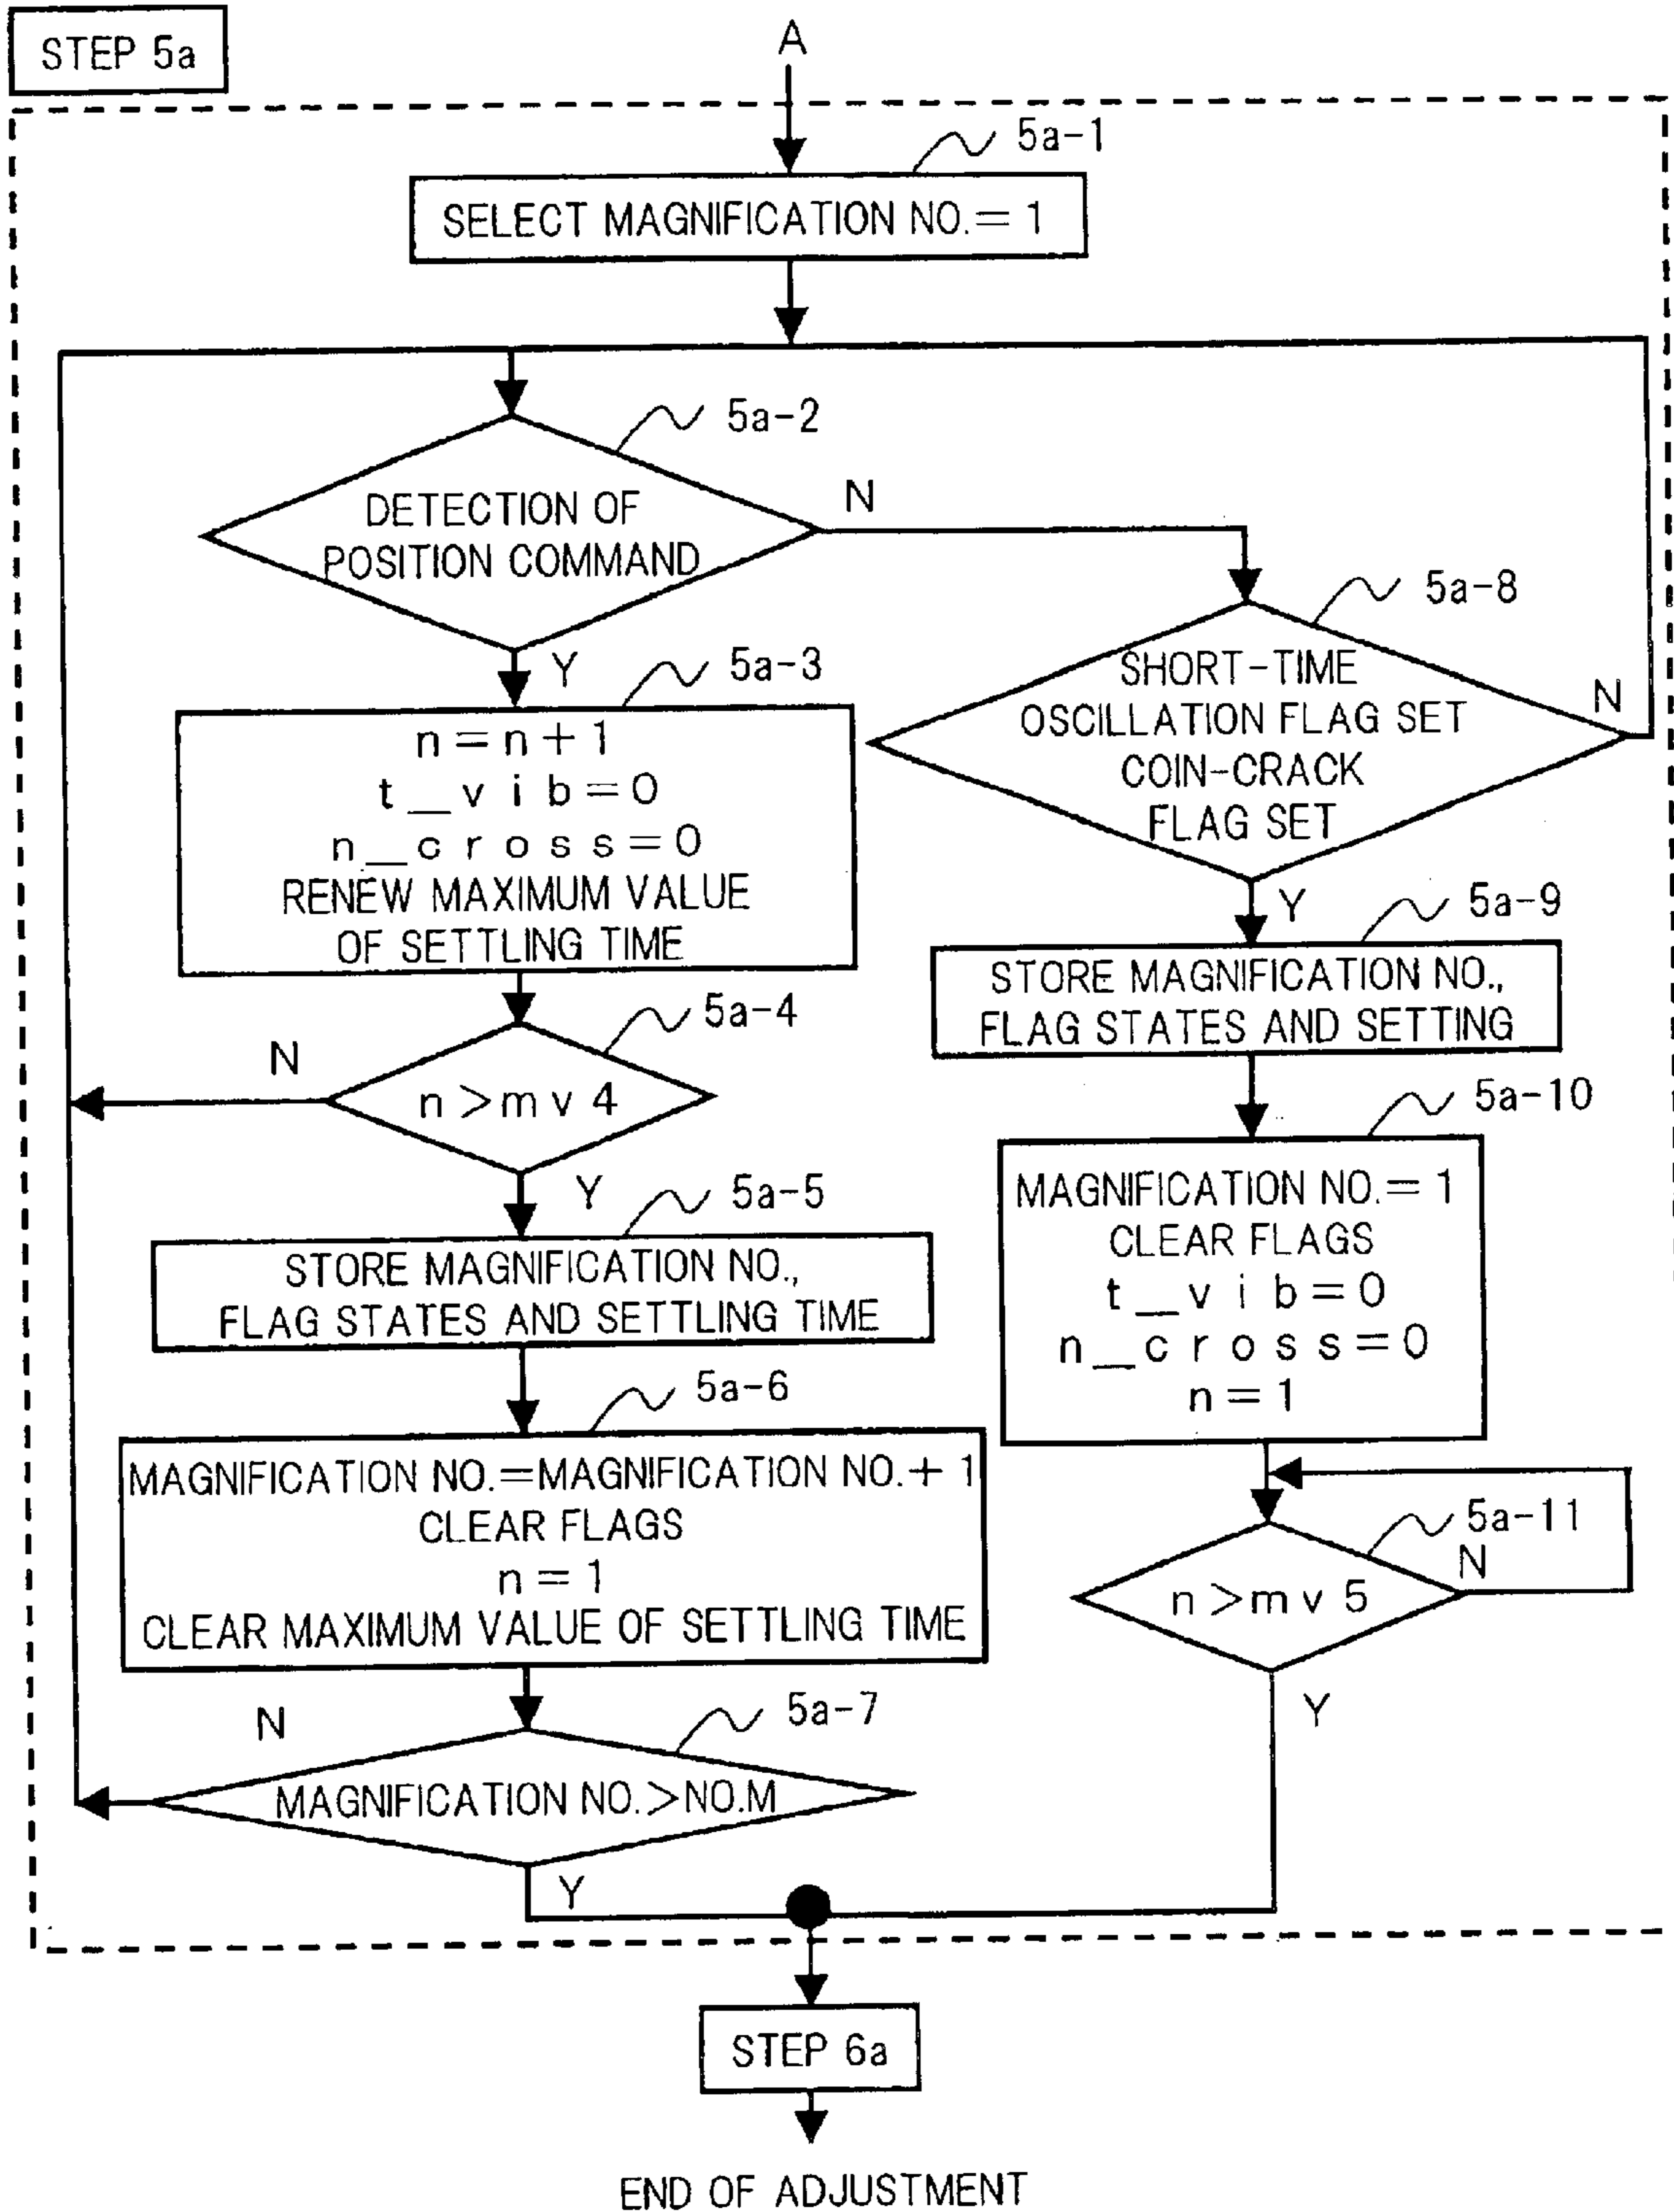 STEP 5a
A
5a-1
SELECT MAGNIFICATION NO.=1
5a-2
DETECTION OF
POSITION COMMAND
N
Y
5a-8
SHORT-TIME
OSCILLATION FLAG SET
COIN-CRACK
FLAG SET
N
Y
5a-3
n=n+1
t_vib=0
n_cross=0
RENEW MAXIMUM VALUE
OF SETTLING TIME
5a-9
STORE MAGNIFICATION NO.,
FLAG STATES AND SETTING
5a-4
N
n>mv4
Y
5a-10
MAGNIFICATION NO.=1
CLEAR FLAGS
t_vib=0
n_cross=0
n=1
5a-5
STORE MAGNIFICATION NO.,
FLAG STATES AND SETTLING TIME
5a-6
MAGNIFICATION NO.=MAGNIFICATION NO.+1
CLEAR FLAGS
n=1
CLEAR MAXIMUM VALUE OF SETTLING TIME
5a-11
N
n>mv5
Y
5a-7
N
MAGNIFICATION NO.>NO.M
Y
STEP 6a
END OF ADJUSTMENT